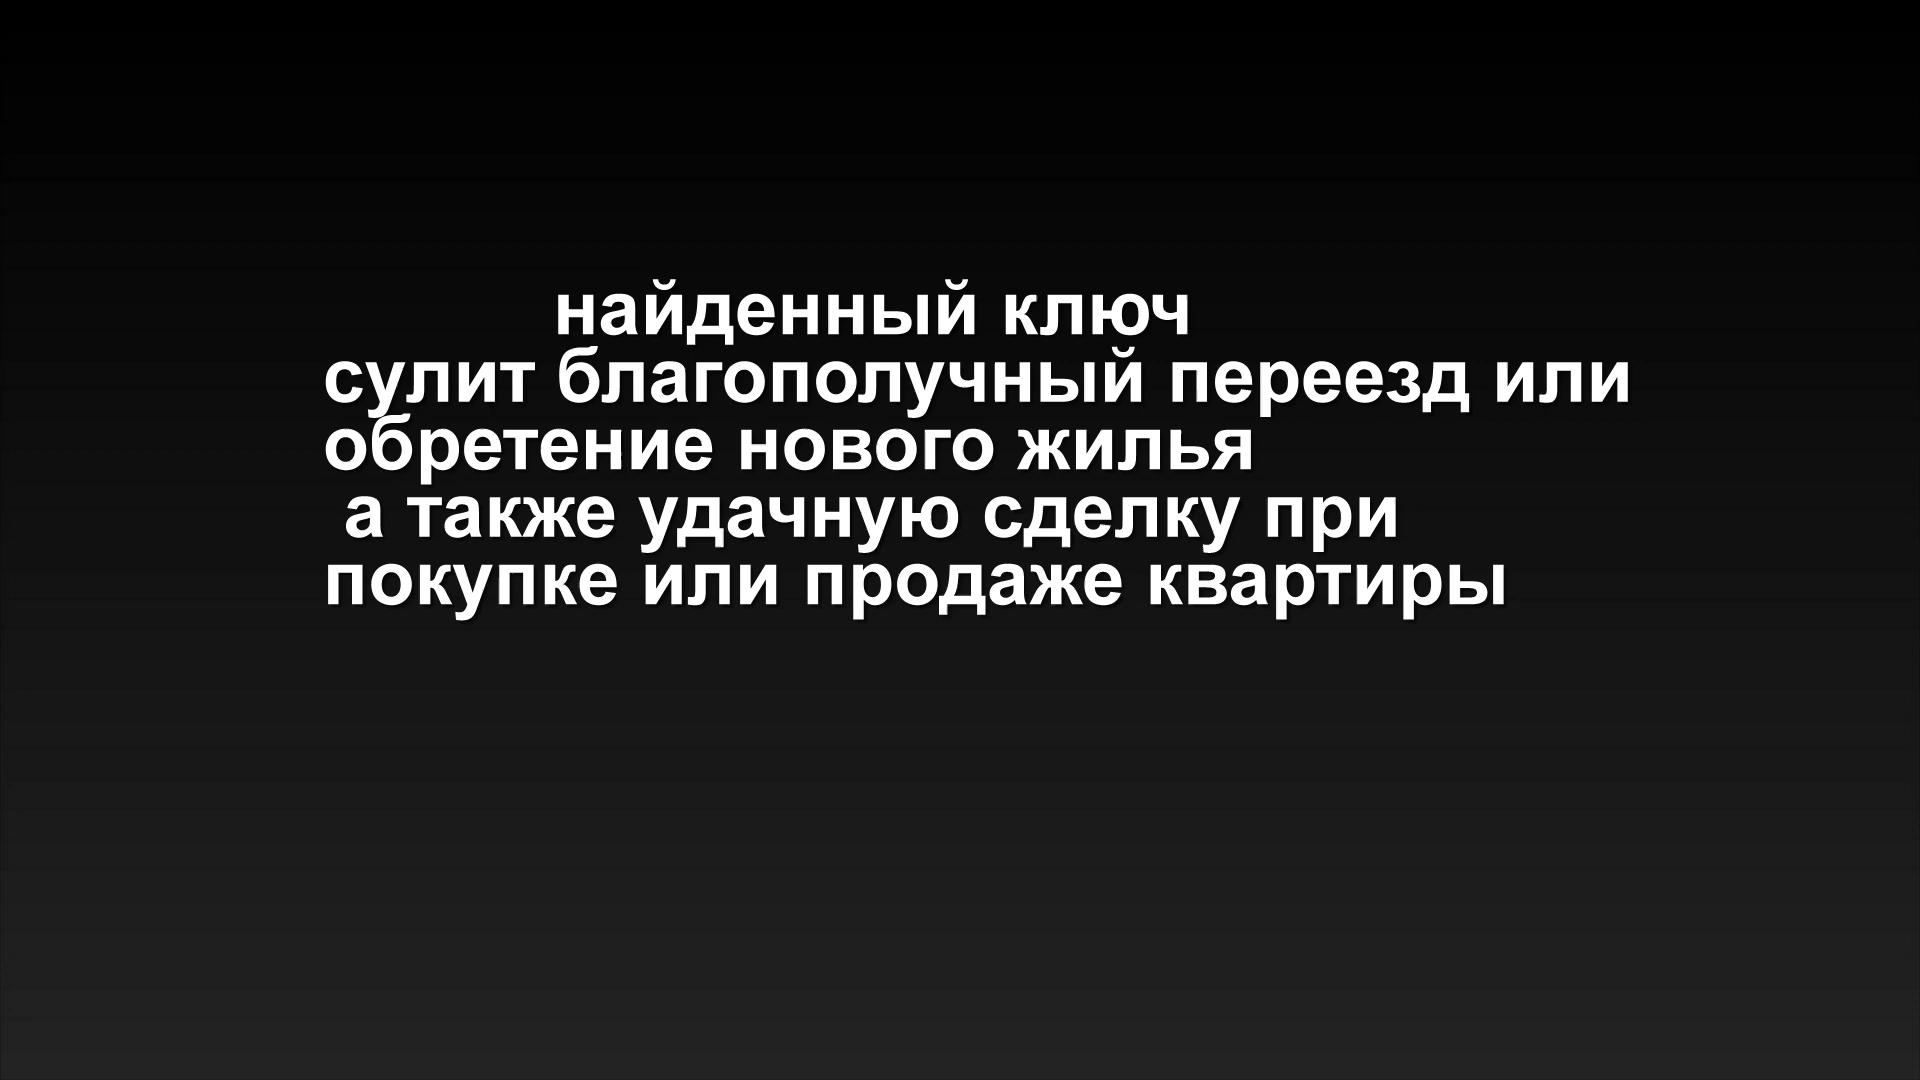 найденный ключ
сулит благополучный переезд или
обретение нового жилья
а также удачную сделку при
покупке или продаже квартиры